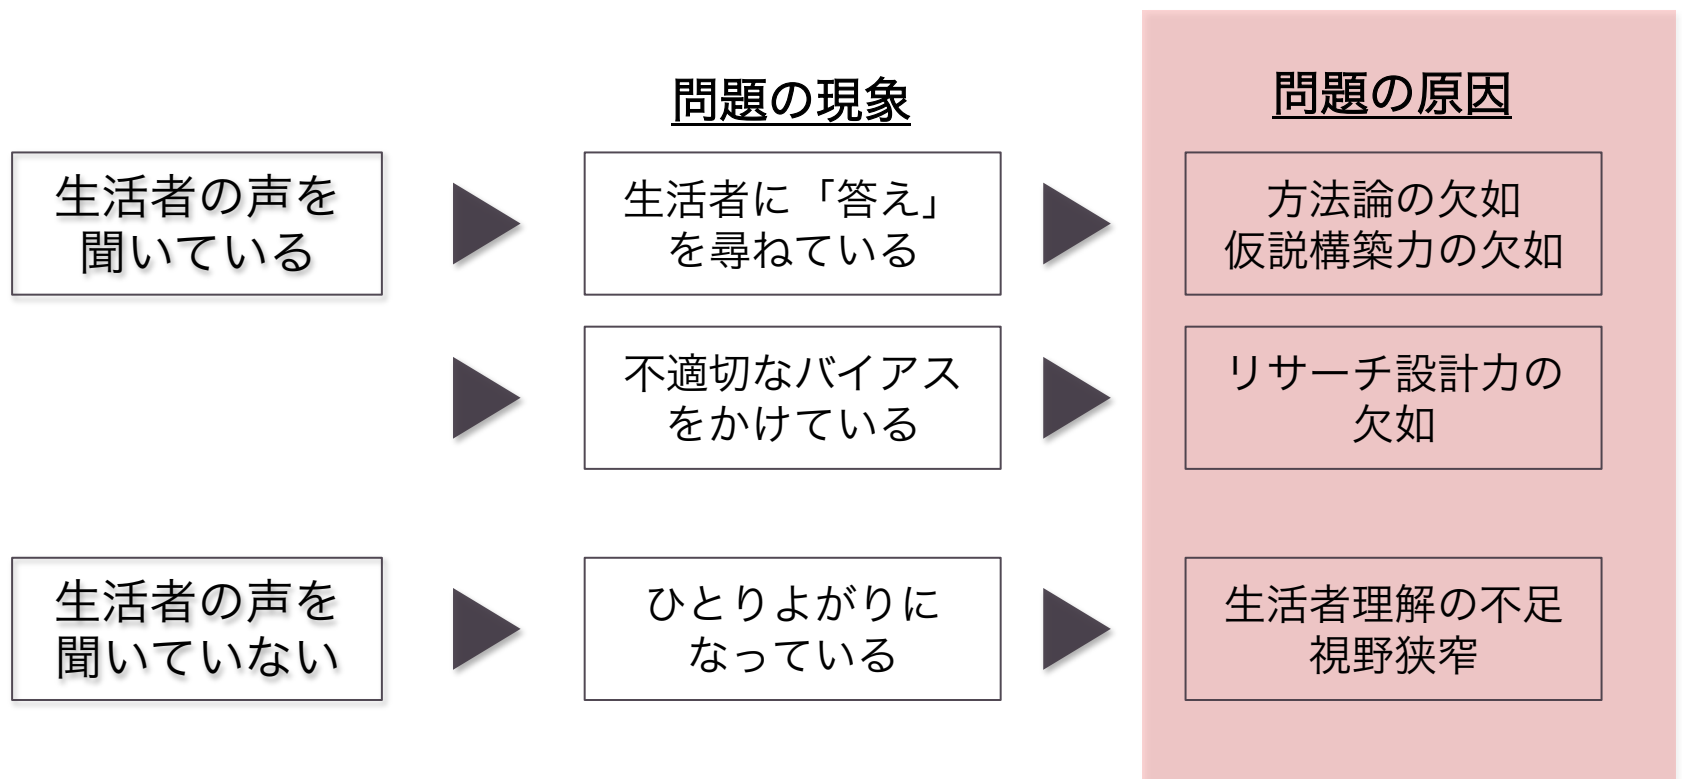 問題の現象
問題の原因
生活者の声を
聞いている
生活者に「答え」
を尋ねている
方法論の欠如
仮説構築力の欠如
不適切なバイアス
をかけている
リサーチ設計力の
欠如
生活者の声を
聞いていない
ひとりよがりに
なっている
生活者理解の不足
視野狭窄